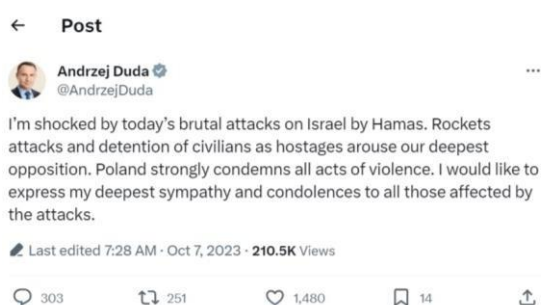 Post
Andrzej Duda
@AndrzejDuda
I'm shocked by today's brutal attacks on Israel by Hamas. Rockets
attacks and detention of civilians as hostages arouse our deepest
opposition. Poland strongly condemns all acts of violence. I would like to
express my deepest sympathy and condolences to all those affected by
the attacks.
Last edited 7:28 AM · Oct 7, 2023 · 210.5K Views
303 251 1,480 14